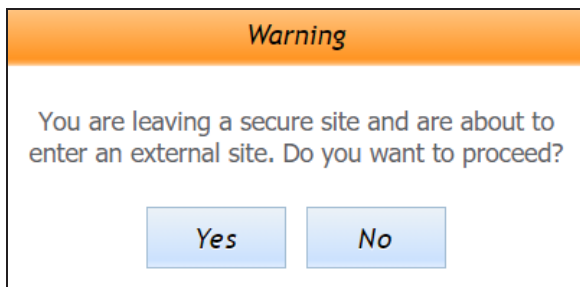 Warning
You are leaving a secure site and are about to
enter an external site. Do you want to proceed?
Yes No